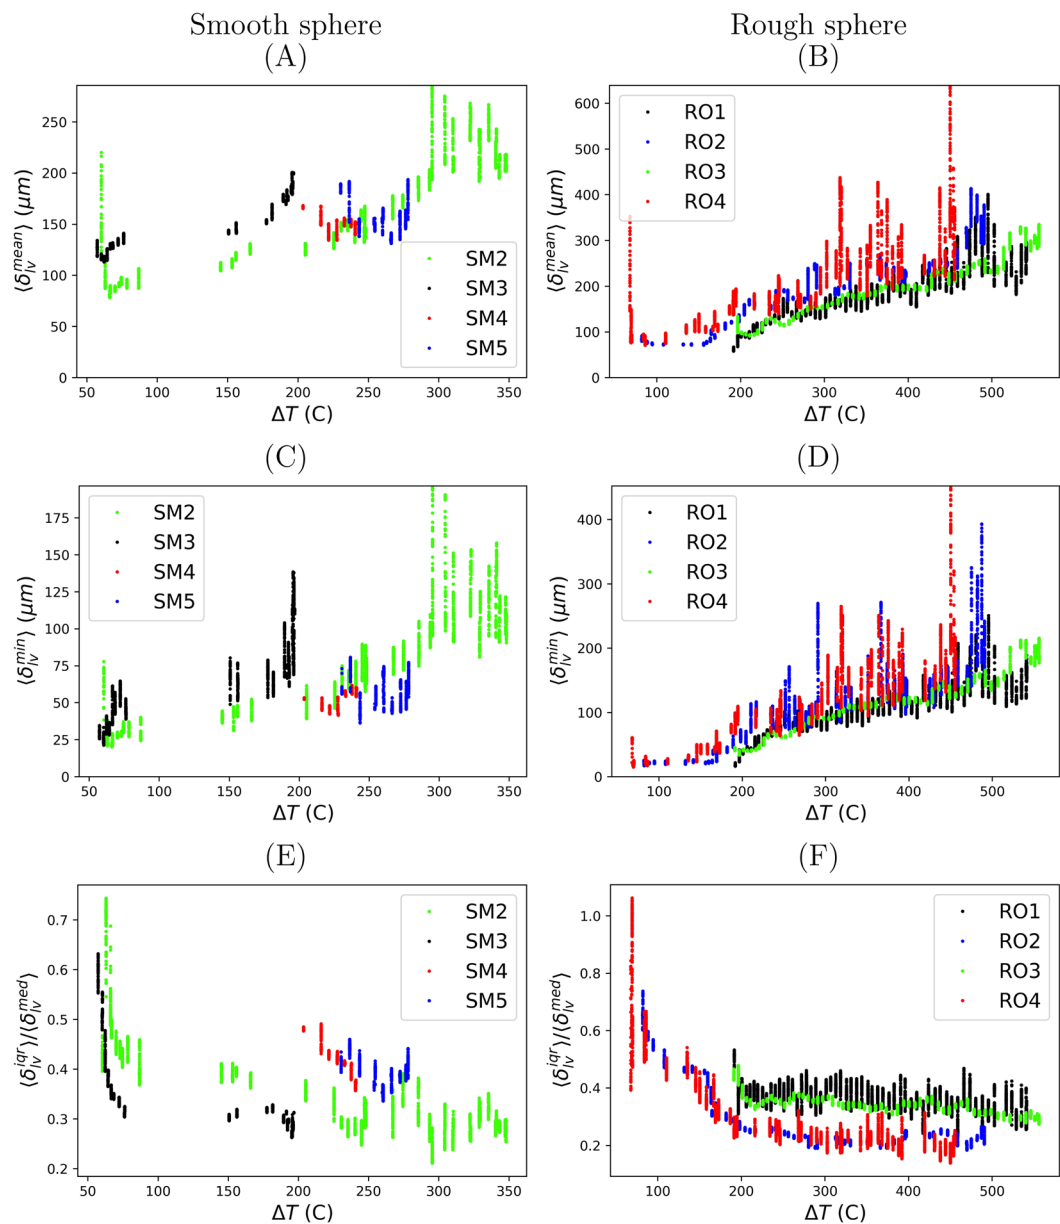 Smooth sphere
Rough sphere
(A)
(B)
⟨δ_lv^mean⟩ (μm)
250
200
150
100
50
0
SM2
SM3
SM4
SM5
50 100 150 200 250 300 350
ΔT (C)
⟨δ_lv^mean⟩ (μm)
600
500
400
300
200
100
0
RO1
RO2
RO3
RO4
100 200 300 400 500
ΔT (C)
(C)
(D)
⟨δ_lv^min⟩ (μm)
175
150
125
100
75
50
25
0
SM2
SM3
SM4
SM5
50 100 150 200 250 300 350
ΔT (C)
⟨δ_lv^min⟩ (μm)
400
300
200
100
0
RO1
RO2
RO3
RO4
100 200 300 400 500
ΔT (C)
(E)
(F)
⟨δ_lv^iqr⟩/⟨δ_lv^med⟩
0.7
0.6
0.5
0.4
0.3
0.2
SM2
SM3
SM4
SM5
50 100 150 200 250 300 350
ΔT (C)
⟨δ_lv^iqr⟩/⟨δ_lv^med⟩
1.0
0.8
0.6
0.4
0.2
RO1
RO2
RO3
RO4
100 200 300 400 500
ΔT (C)